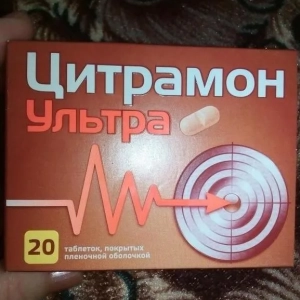 Цитрамон
Ультра
20
таблеток, покрытых
пленочной оболочкой